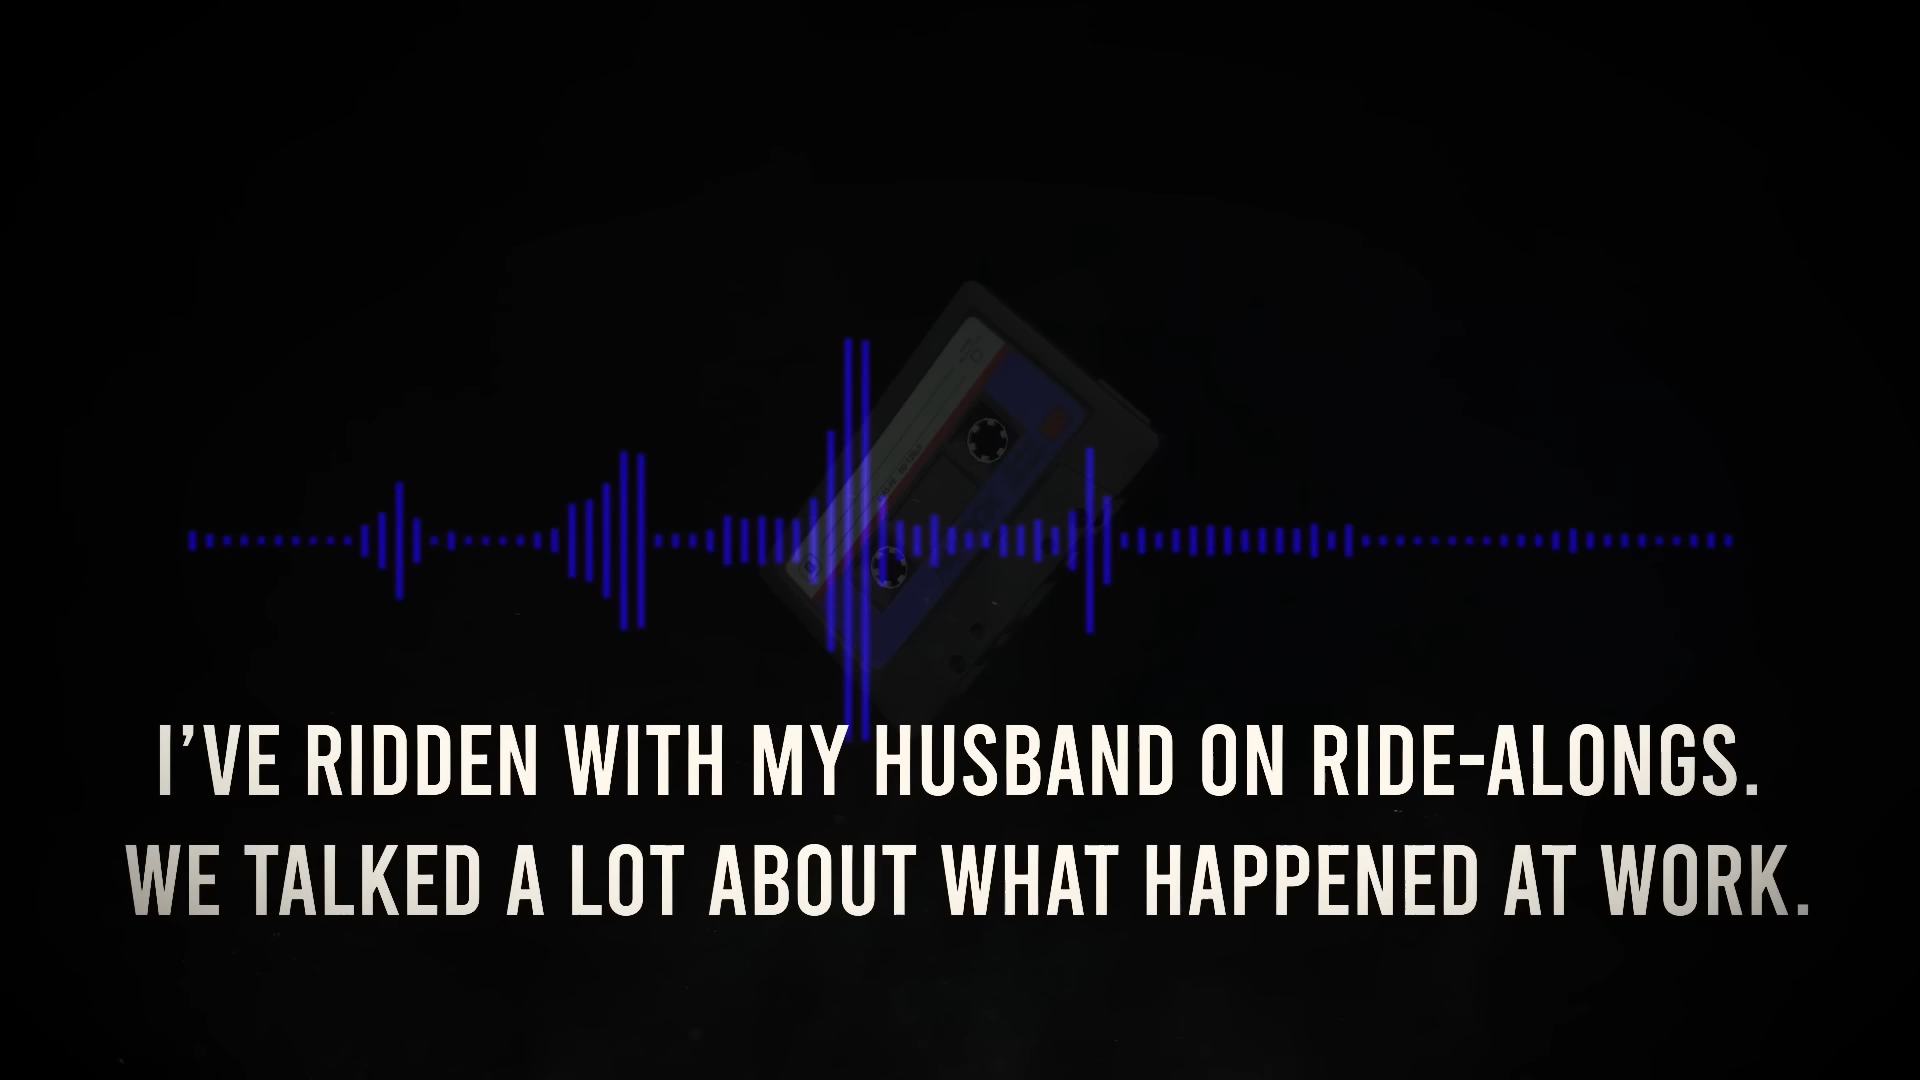 I'VE RIDDEN WITH MY HUSBAND ON RIDE-ALONGS.
WE TALKED A LOT ABOUT WHAT HAPPENED AT WORK.